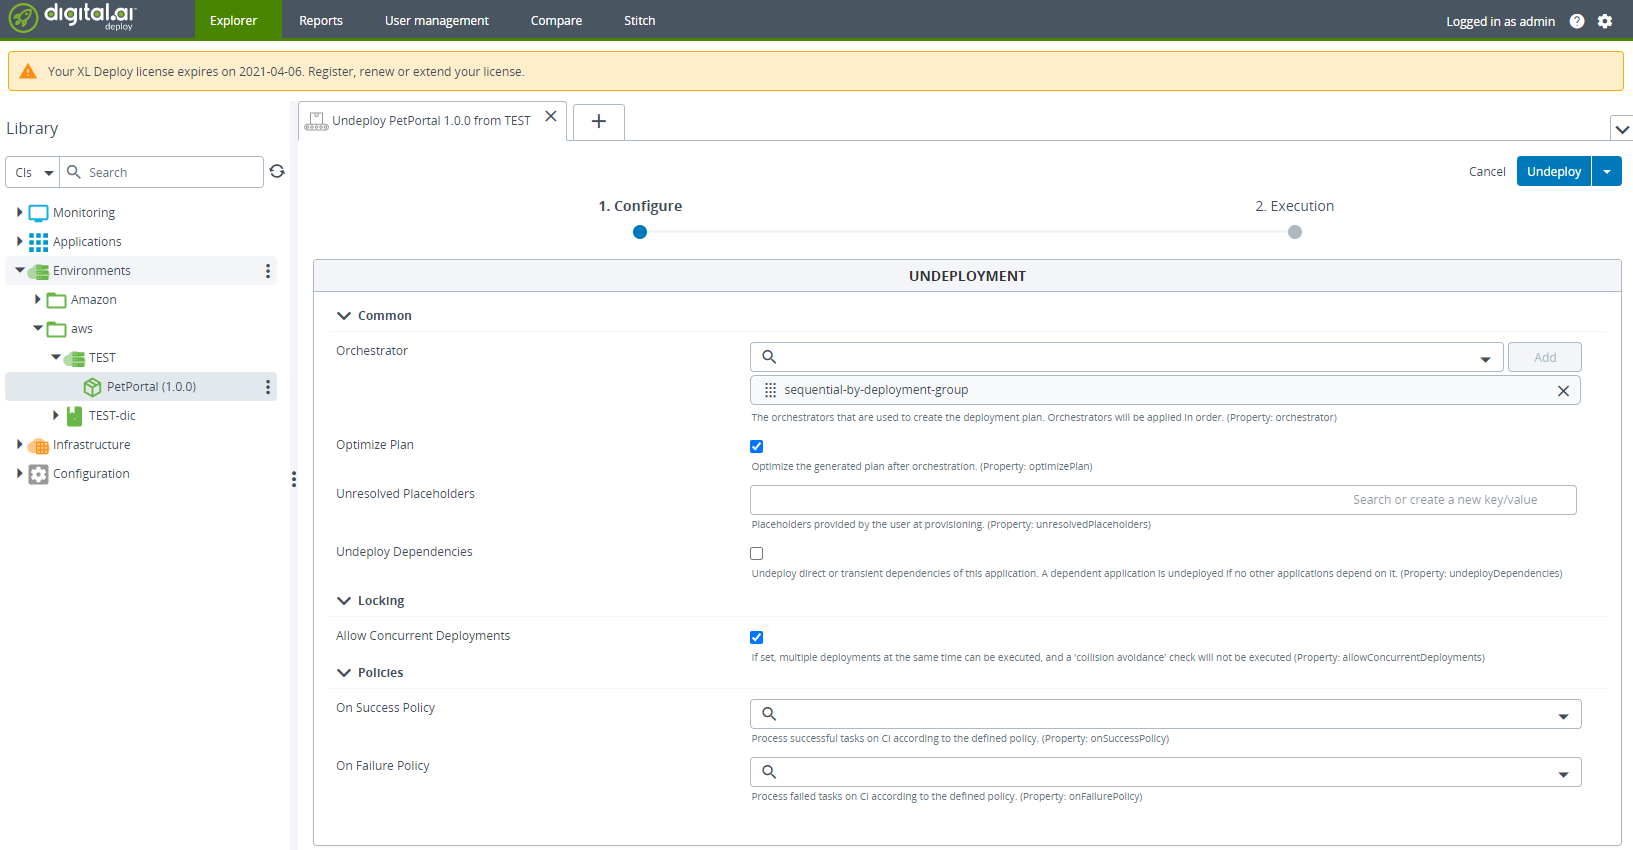 digital.ai
deploy
Explorer
Reports
User management
Compare
Stitch
Logged in as admin
?
Your XL Deploy license expires on 2021-04-06. Register, renew or extend your license.
Library
CIs
Search
Monitoring
Applications
Environments
Amazon
aws
TEST
PetPortal (1.0.0)
TEST-dic
Infrastructure
Configuration
Undeploy PetPortal 1.0.0 from TEST
Cancel
Undeploy
1. Configure
2. Execution
UNDEPLOYMENT
Common
Orchestrator
Add
sequential-by-deployment-group
The orchestrators that are used to create the deployment plan. Orchestrators will be applied in order. (Property: orchestrator)
Optimize Plan
Optimize the generated plan after orchestration. (Property: optimizePlan)
Unresolved Placeholders
Search or create a new key/value
Placeholders provided by the user at provisioning. (Property: unresolvedPlaceholders)
Undeploy Dependencies
Undeploy direct or transient dependencies of this application. A dependent application is undeployed if no other applications depend on it. (Property: undeployDependencies)
Locking
Allow Concurrent Deployments
If set, multiple deployments at the same time can be executed, and a 'collision avoidance' check will not be executed (Property: allowConcurrentDeployments)
Policies
On Success Policy
Process successful tasks on CI according to the defined policy. (Property: onSuccessPolicy)
On Failure Policy
Process failed tasks on CI according to the defined policy. (Property: onFailurePolicy)